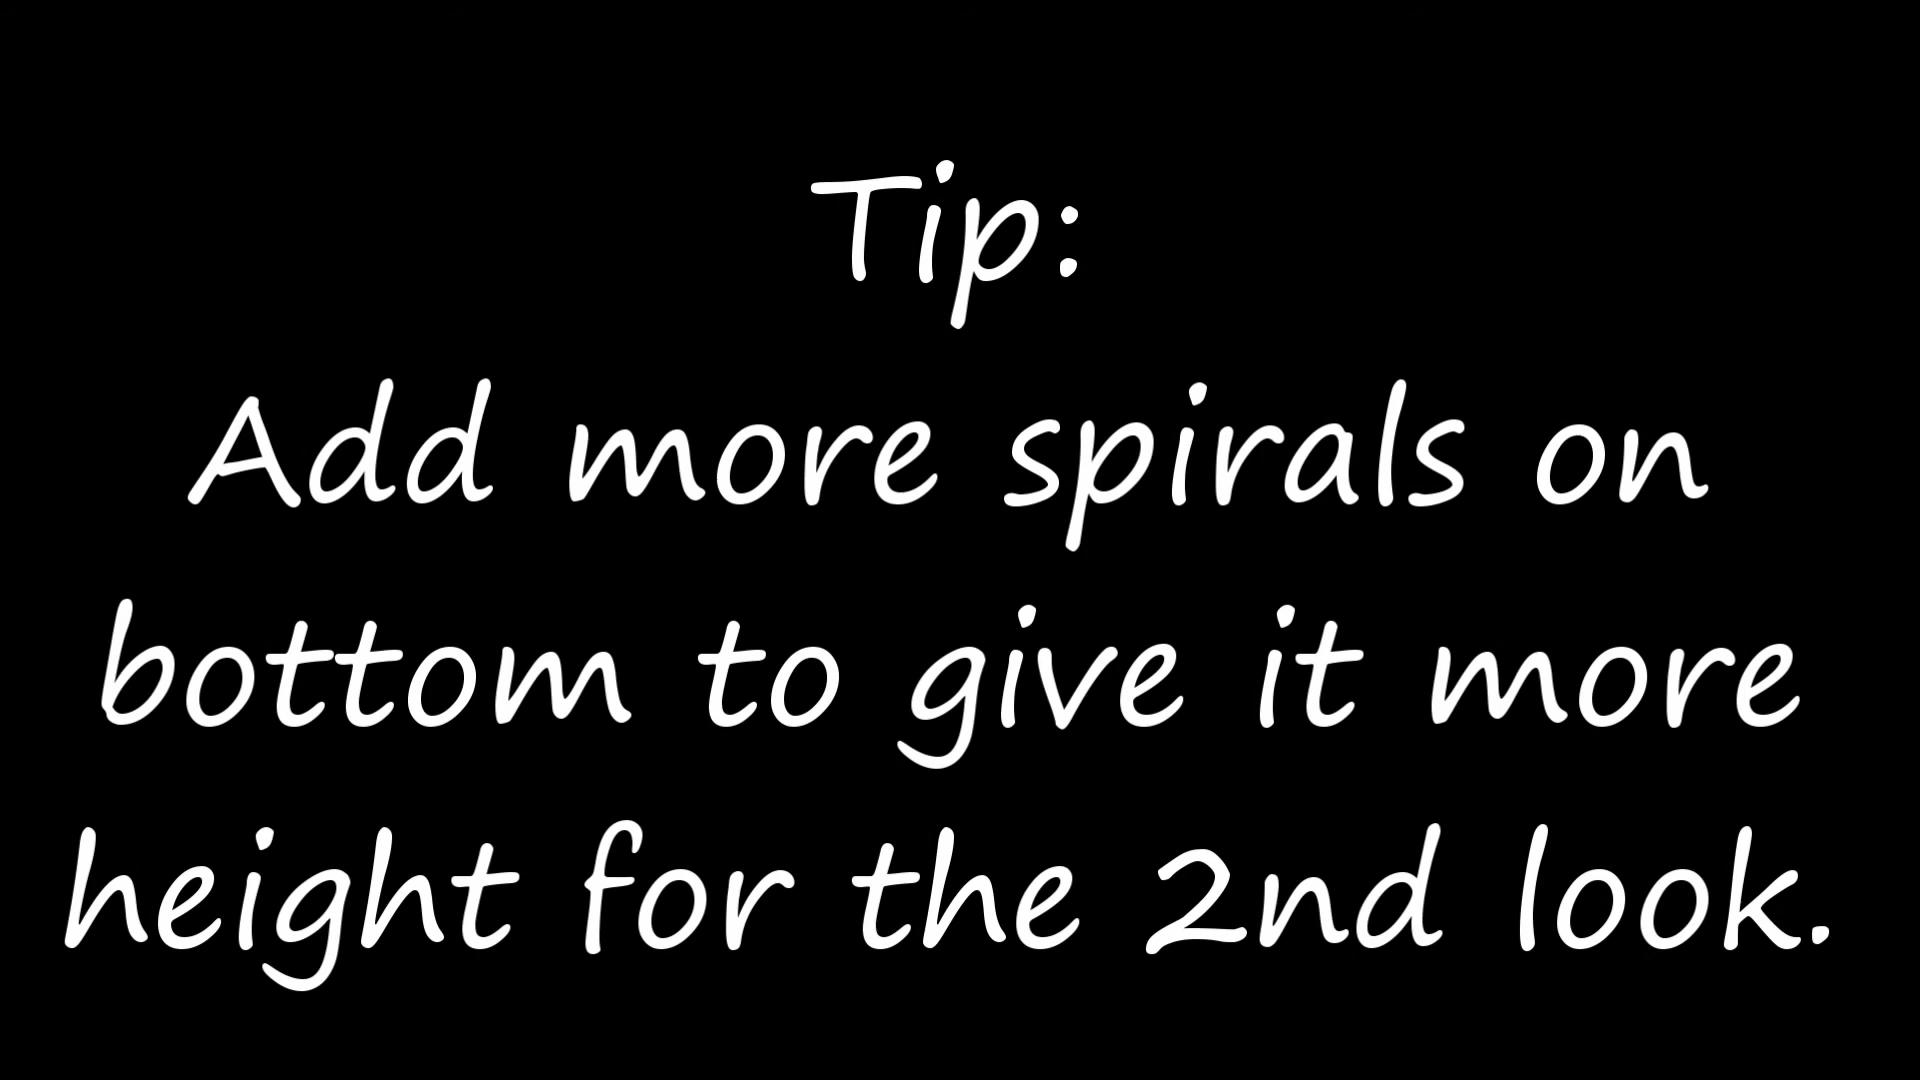 Tip:
Add more spirals on
bottom to give it more
height for the 2nd look.